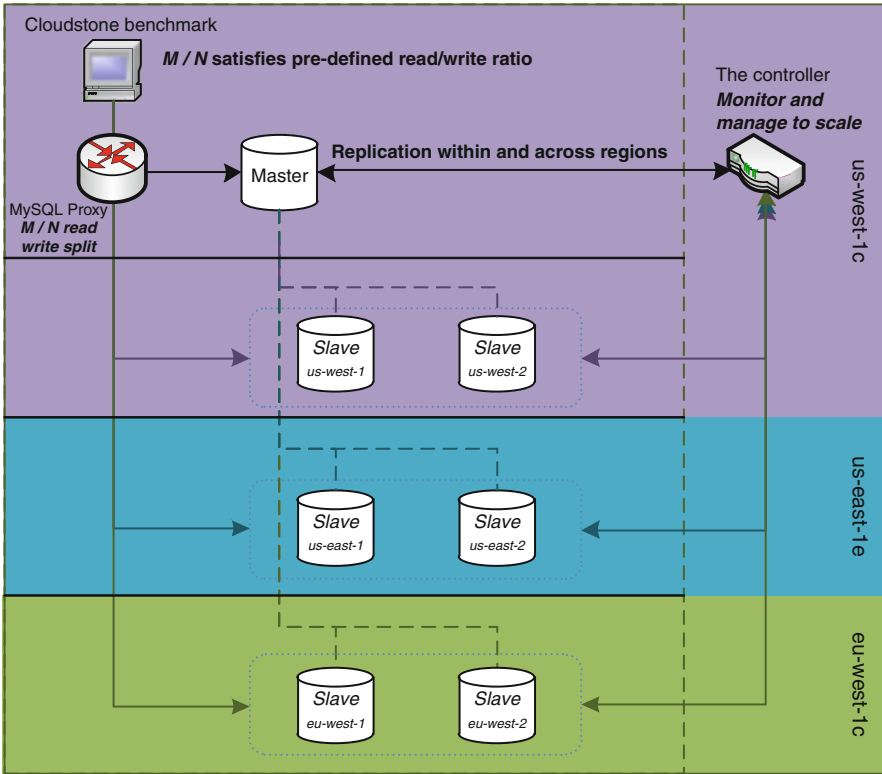 Cloudstone benchmark
M / N satisfies pre-defined read/write ratio
The controller
Monitor and
manage to scale
Replication within and across regions
Master
MySQL Proxy
M / N read
write split
us-west-1c
Slave
us-west-1
Slave
us-west-2
us-east-1e
Slave
us-east-1
Slave
us-east-2
eu-west-1c
Slave
eu-west-1
Slave
eu-west-2